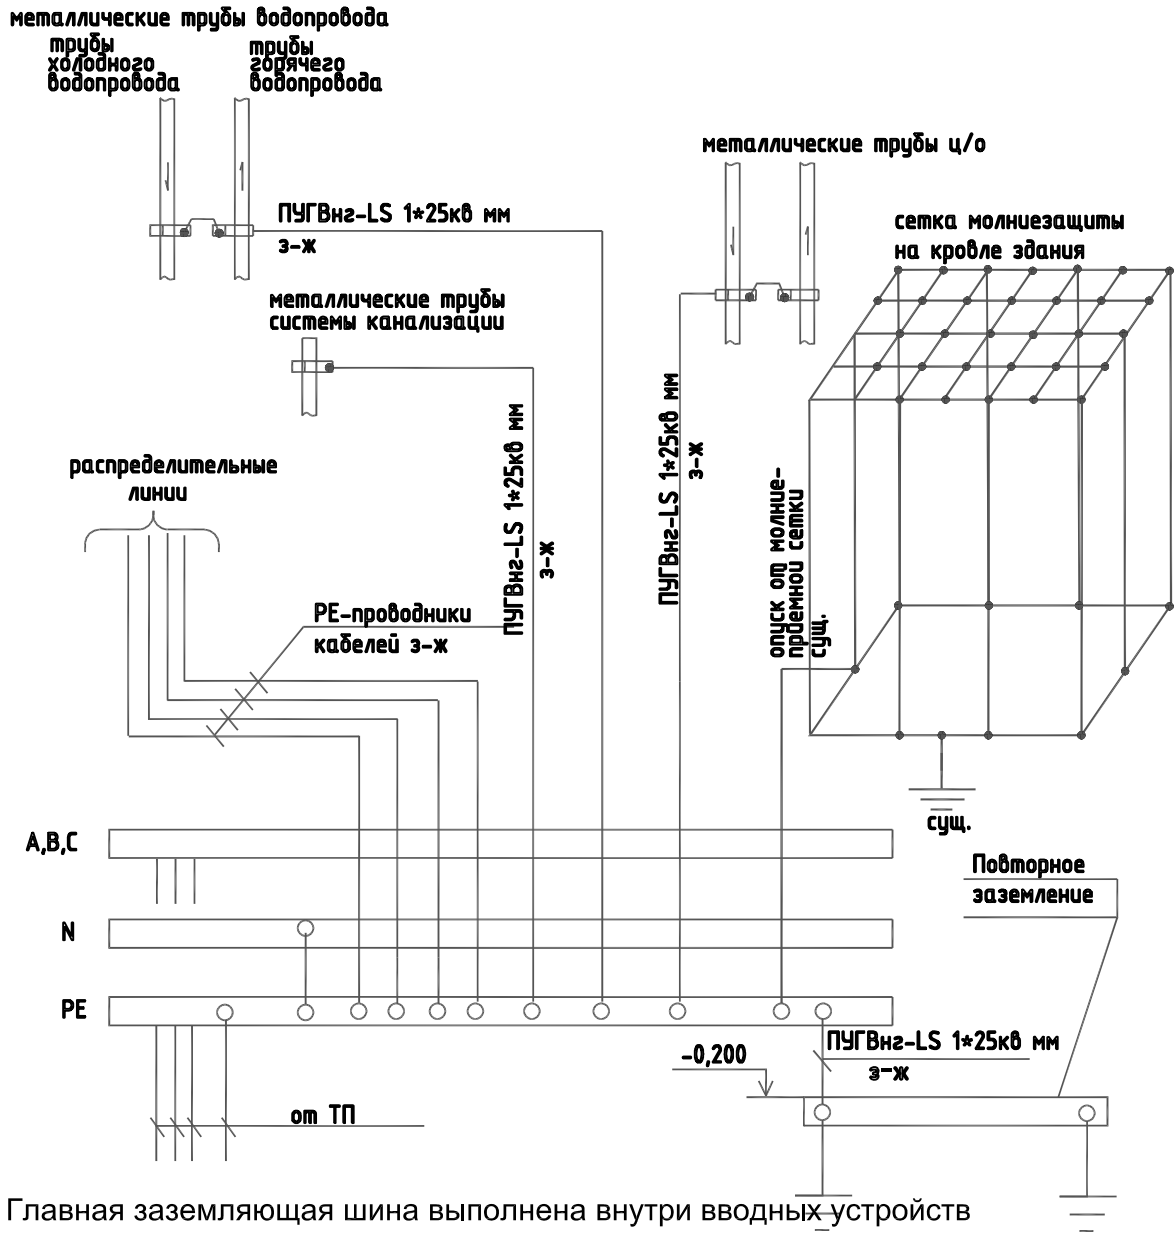 металлические трубы водопровода
трубы
холодного
водопровода
трубы
горячего
водопровода
металлические трубы ц/о
ПУГВнг-LS 1*25кв мм
з-ж
сетка молниезащиты
на кровле здания
металлические трубы
системы канализации
ПУГВнг-LS 1*25кв мм
з-ж
ПУГВнг-LS 1*25кв мм
з-ж
распределительные
линии
опуск от молние-
приемной сетки
сущ.
PE-проводники
кабелей з-ж
сущ.
A,B,C
Повторное
заземление
N
PE
ПУГВнг-LS 1*25кв мм
з-ж
-0,200
от ТП
Главная заземляющая шина выполнена внутри вводных устройств